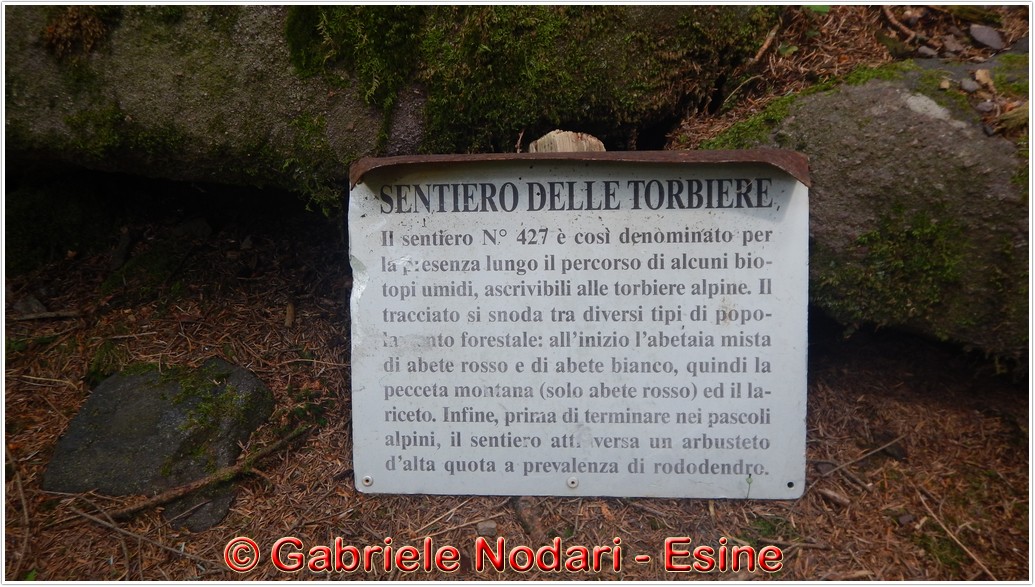 SENTIERO DELLE TORBIERE
Il sentiero N° 427 è così denominato per
la presenza lungo il percorso di alcuni bio-
topi umidi, ascrivibili alle torbiere alpine. Il
tracciato si snoda tra diversi tipi di popo-
lamento forestale: all'inizio l'abetaia mista
di abete rosso e di abete bianco, quindi la
pecceta montana (solo abete rosso) ed il la-
riceto. Infine, prima di terminare nei pascoli
alpini, il sentiero attraversa un arbusteto
d'alta quota a prevalenza di rododendro.
© Gabriele Nodari - Esine